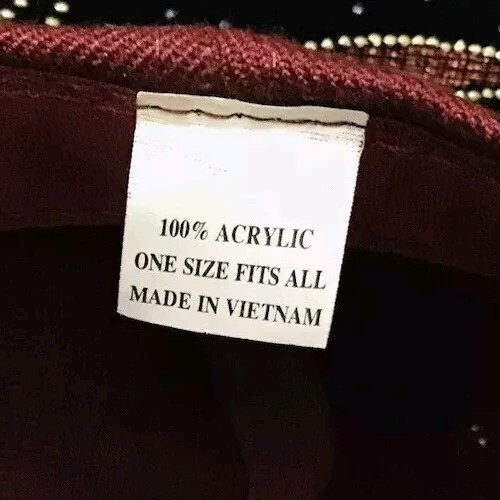 100% ACRYLIC
ONE SIZE FITS ALL
MADE IN VIETNAM